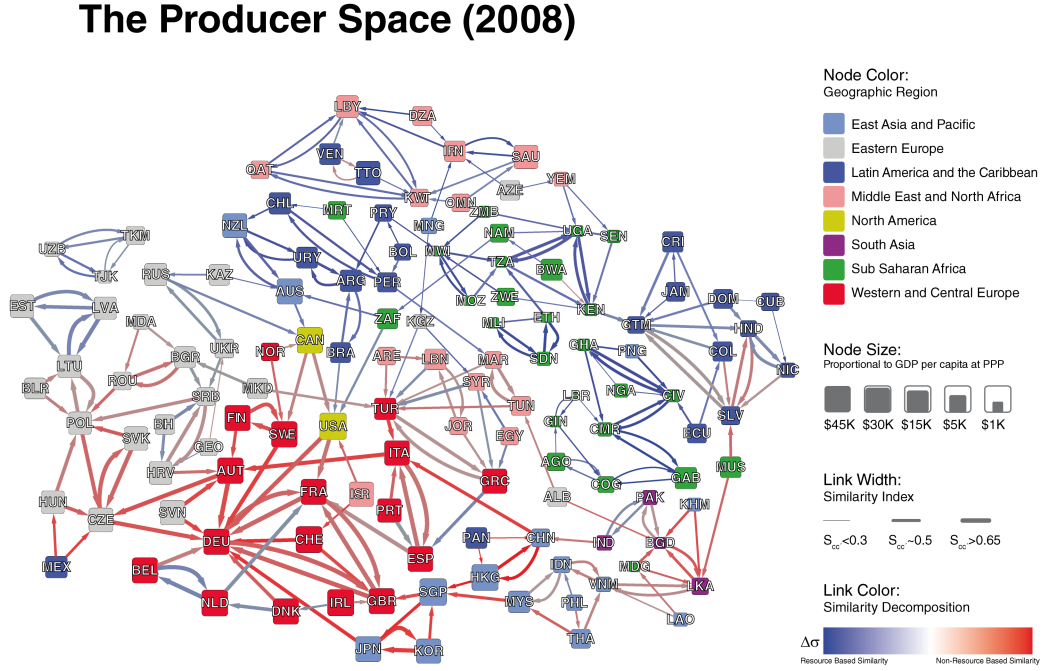 The Producer Space (2008)
Node Color:
Geographic Region
East Asia and Pacific
Eastern Europe
Latin America and the Caribbean
Middle East and North Africa
North America
South Asia
Sub Saharan Africa
Western and Central Europe
Node Size:
Proportional to GDP per capita at PPP
$45K $30K $15K $5K $1K
Link Width:
Similarity Index
Scc<0.3 Scc~0.5 Scc>0.65
Link Color:
Similarity Decomposition
Δσ
Resource Based Similarity Non-Resource Based Similarity
LBY
DZA
VEN
IRN
SAU
QAT
TTO
YEM
AZE
KWT
OMN
CHL
MRT
PRY
ZMB
NZL
MNG
NAM
UGA
SEN
TKM
UZB
CRI
MWI
BOL
URY
TZA
BWA
TJK
RUS
KAZ
ARG
PER
AUS
JAM
EST
LVA
MOZ
ZWE
DOM
CUB
KEN
MDA
ZAF
KGZ
MLI
ETH
GTM
HND
UKR
CAN
NOR
BRA
ARE
LBN
MAR
SDN
GHA
PNG
COL
BGR
LTU
NIC
ROU
SYR
BLR
MKD
SRB
LBR
NGA
CIV
TUR
TUN
FIN
SLV
POL
BH
SWE
USA
JOR
EGY
GIN
CMR
ECU
SVK
GEO
ITA
AGO
MUS
HRV
AUT
GRC
COG
GAB
HUN
FRA
ISR
ALB
PAK
KHM
SVN
PRT
CZE
DEU
CHE
PAN
CHN
IND
BGD
ESP
MEX
BEL
HKG
IDN
MDG
VNM
LKA
NLD
DNK
IRL
GBR
SGP
MYS
PHL
LAO
JPN
KOR
THA